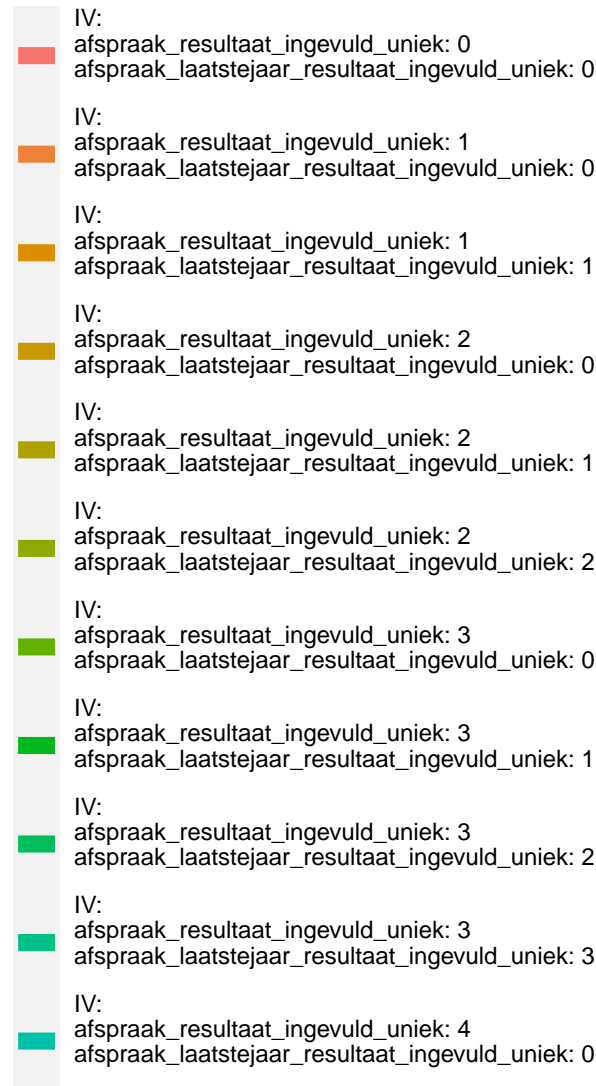 IV:
afspraak_resultaat_ingevuld_uniek: 0
afspraak_laatstejaar_resultaat_ingevuld_uniek: 0
IV:
afspraak_resultaat_ingevuld_uniek: 1
afspraak_laatstejaar_resultaat_ingevuld_uniek: 0
IV:
afspraak_resultaat_ingevuld_uniek: 1
afspraak_laatstejaar_resultaat_ingevuld_uniek: 1
IV:
afspraak_resultaat_ingevuld_uniek: 2
afspraak_laatstejaar_resultaat_ingevuld_uniek: 0
IV:
afspraak_resultaat_ingevuld_uniek: 2
afspraak_laatstejaar_resultaat_ingevuld_uniek: 1
IV:
afspraak_resultaat_ingevuld_uniek: 2
afspraak_laatstejaar_resultaat_ingevuld_uniek: 2
IV:
afspraak_resultaat_ingevuld_uniek: 3
afspraak_laatstejaar_resultaat_ingevuld_uniek: 0
IV:
afspraak_resultaat_ingevuld_uniek: 3
afspraak_laatstejaar_resultaat_ingevuld_uniek: 1
IV:
afspraak_resultaat_ingevuld_uniek: 3
afspraak_laatstejaar_resultaat_ingevuld_uniek: 2
IV:
afspraak_resultaat_ingevuld_uniek: 3
afspraak_laatstejaar_resultaat_ingevuld_uniek: 3
IV:
afspraak_resultaat_ingevuld_uniek: 4
afspraak_laatstejaar_resultaat_ingevuld_uniek: 0